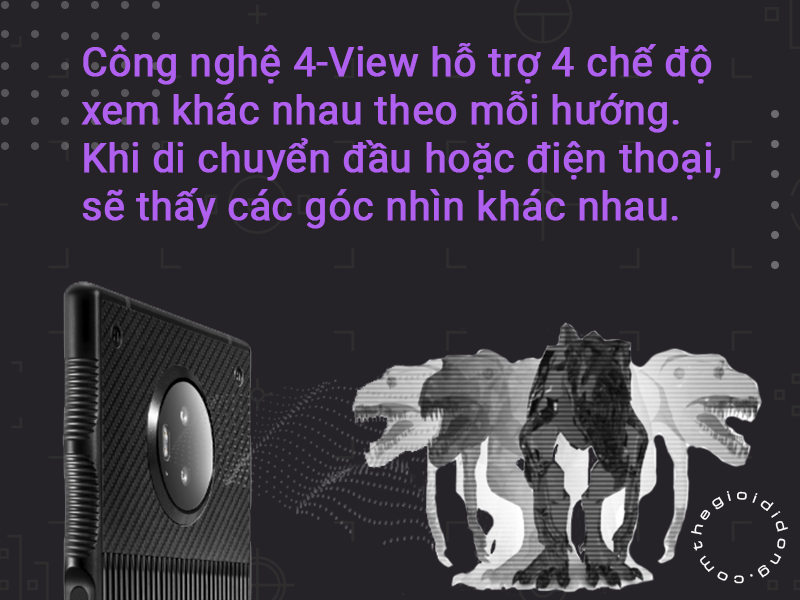 Công nghệ 4-View hỗ trợ 4 chế độ
xem khác nhau theo mỗi hướng.
Khi di chuyển đầu hoặc điện thoại,
sẽ thấy các góc nhìn khác nhau.
thegioididong.com